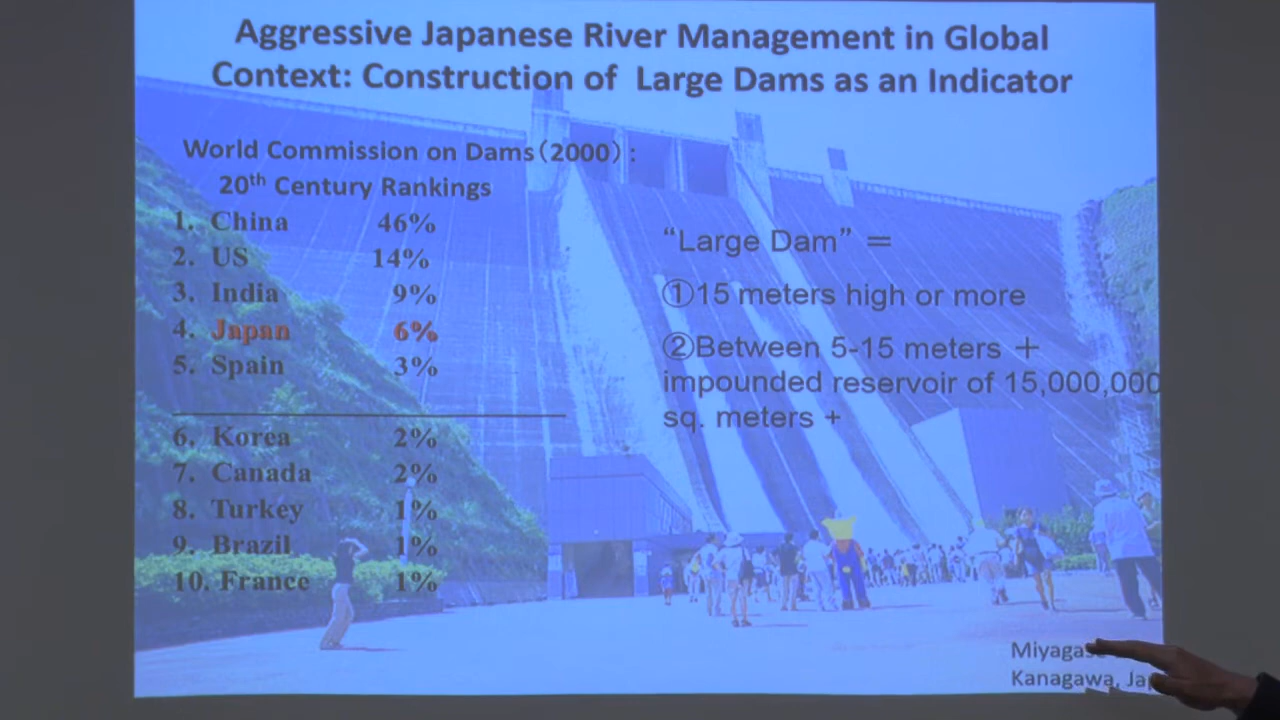 Aggressive Japanese River Management in Global
Context: Construction of Large Dams as an Indicator
World Commission on Dams（2000）:
20th Century Rankings
1. China 46%
2. US 14%
3. India 9%
4. Japan 6%
5. Spain 3%
6. Korea 2%
7. Canada 2%
8. Turkey 1%
9. Brazil 1%
10. France 1%
“Large Dam” =
①15 meters high or more
②Between 5-15 meters +
impounded reservoir of 15,000,000
sq. meters +
Kanagawa,